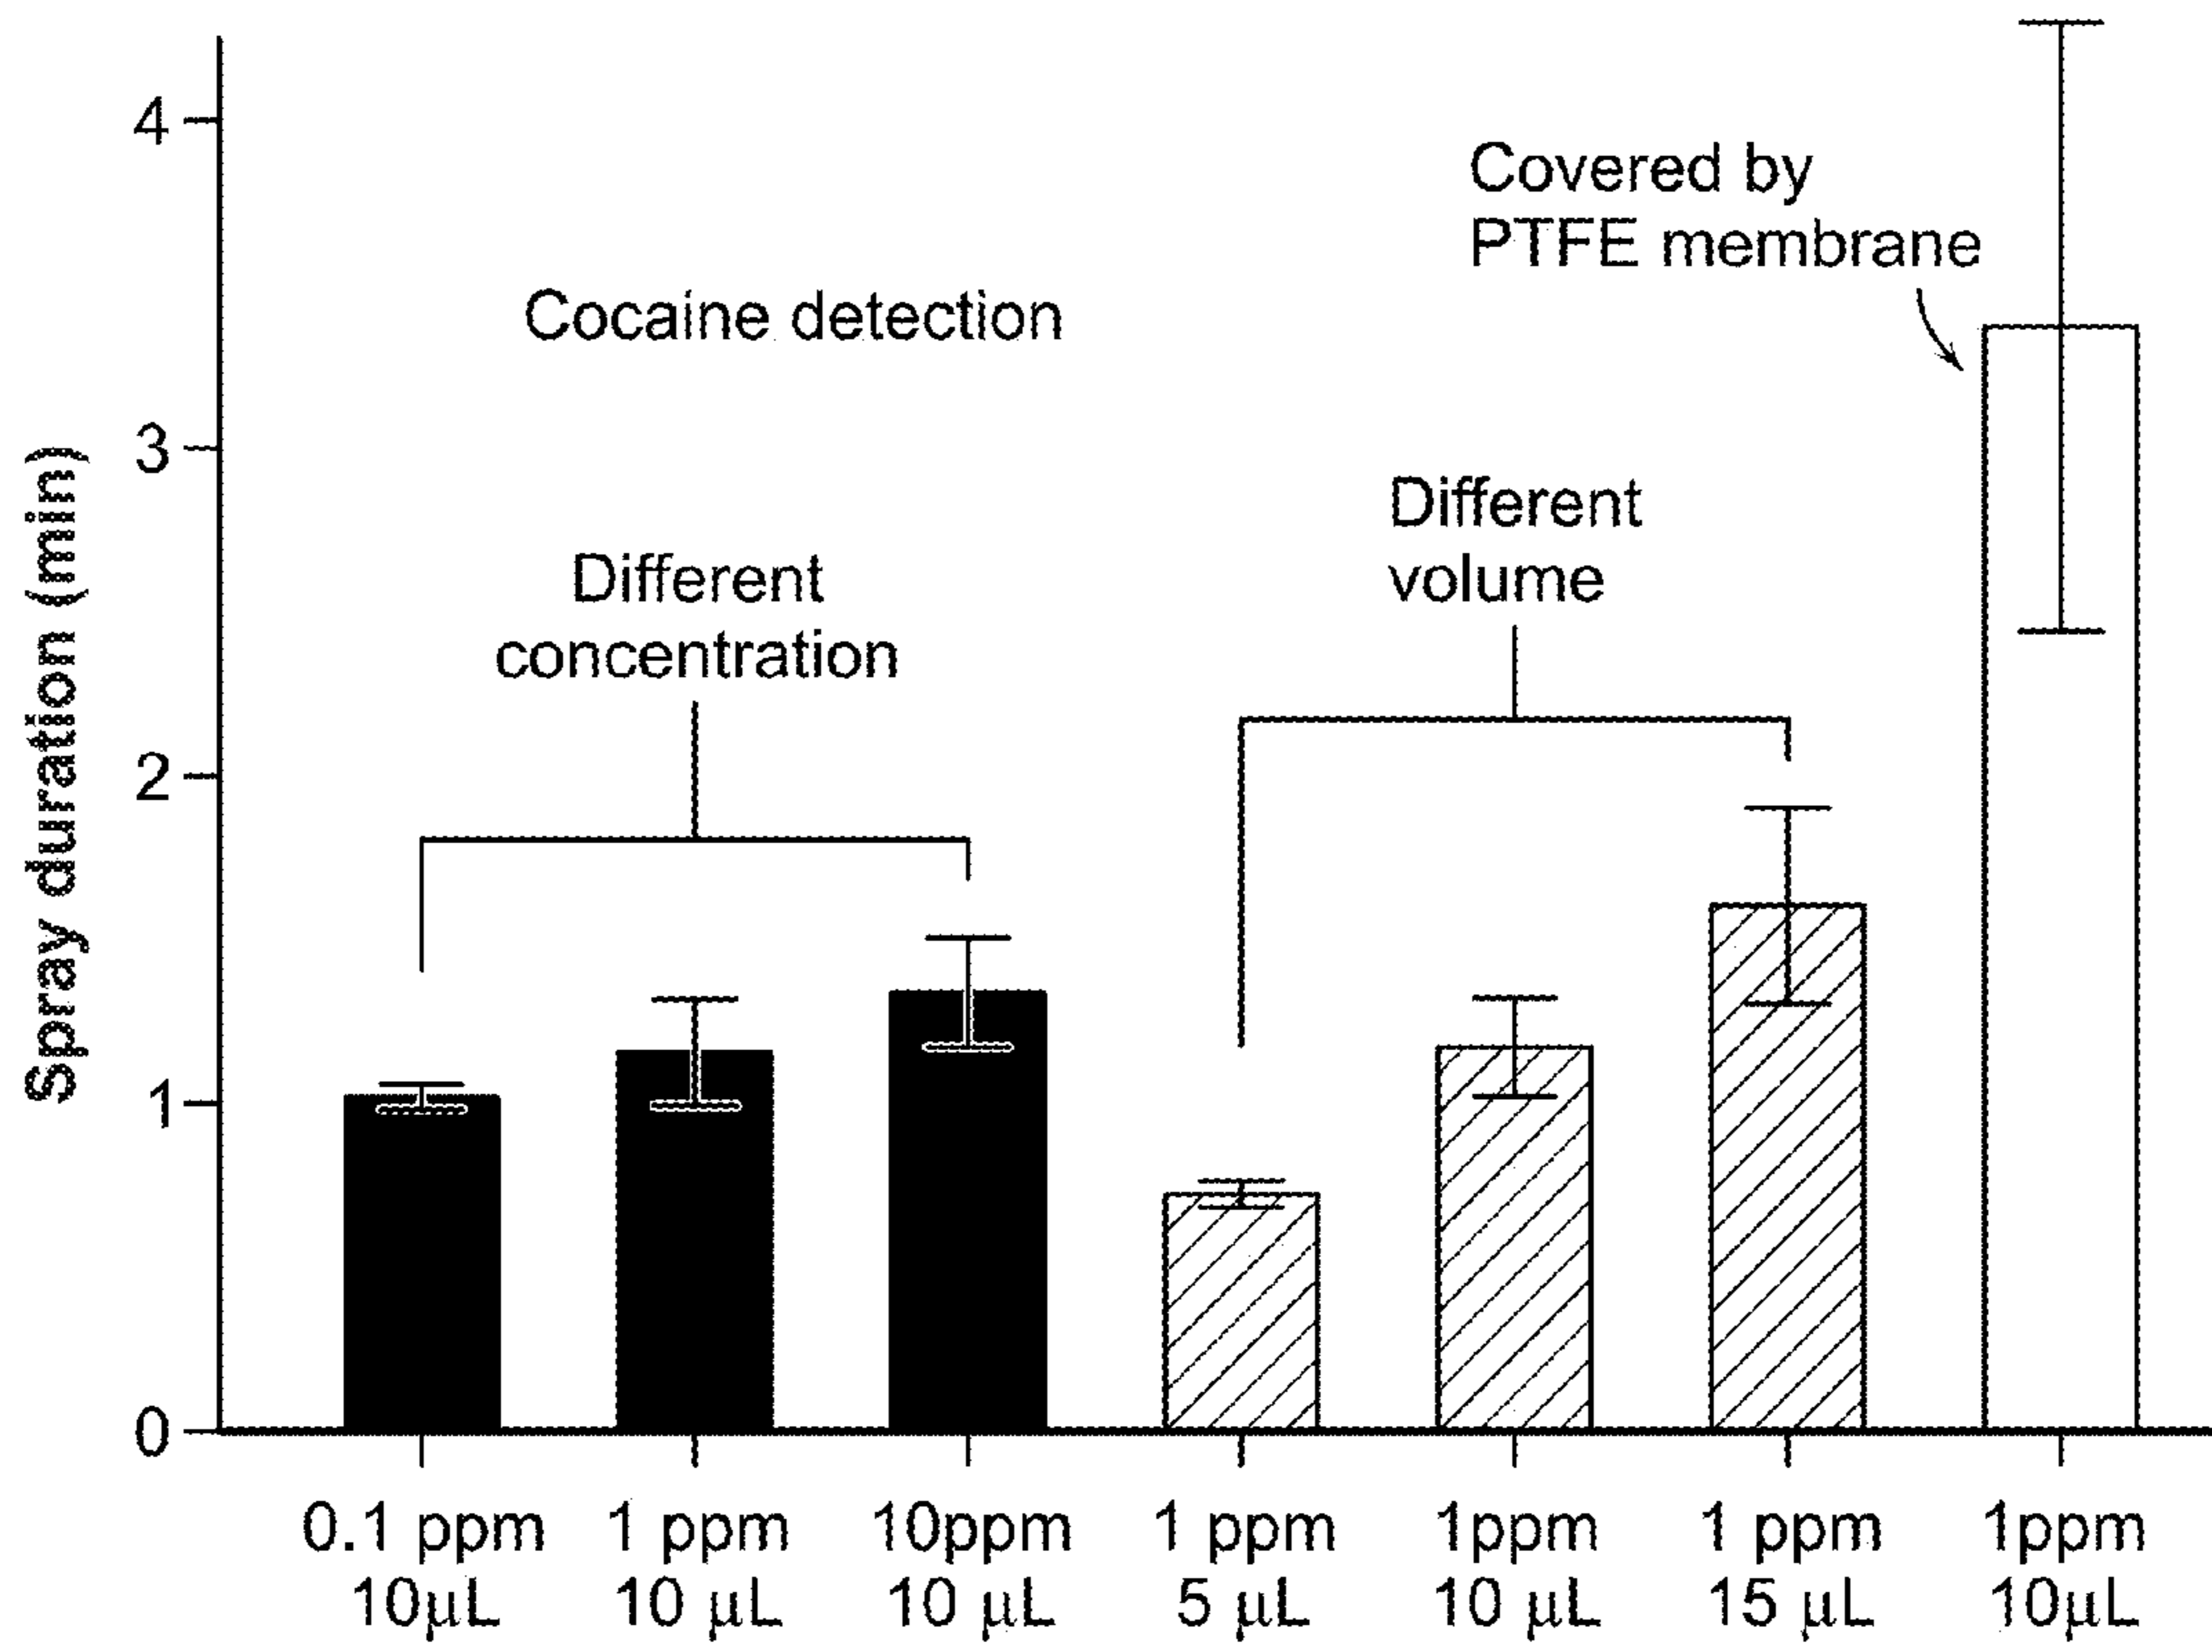 Spray duration (min)
4
3
2
1
0
Cocaine detection
Different
concentration
Different
volume
Covered by
PTFE membrane
0.1 ppm
10μL
1 ppm
10 μL
10ppm
10 μL
1 ppm
5 μL
1ppm
10 μL
1 ppm
15 μL
1ppm
10μL